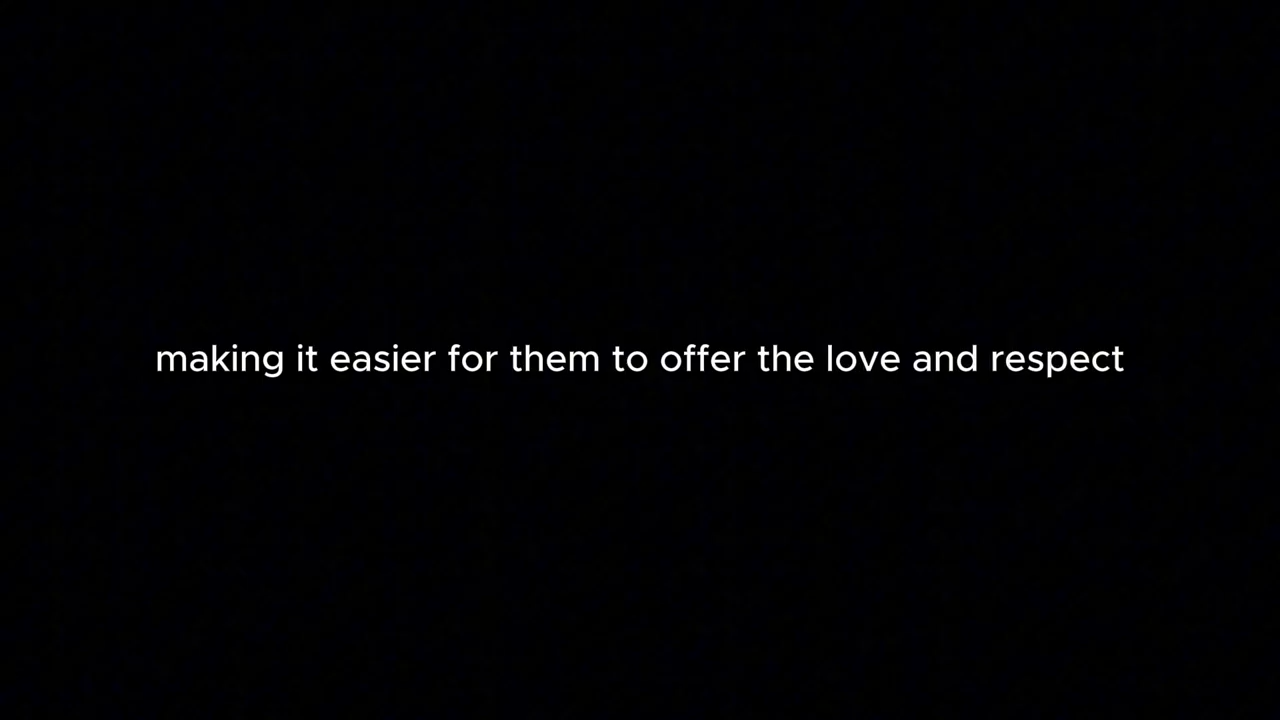 making it easier for them to offer the love and respect